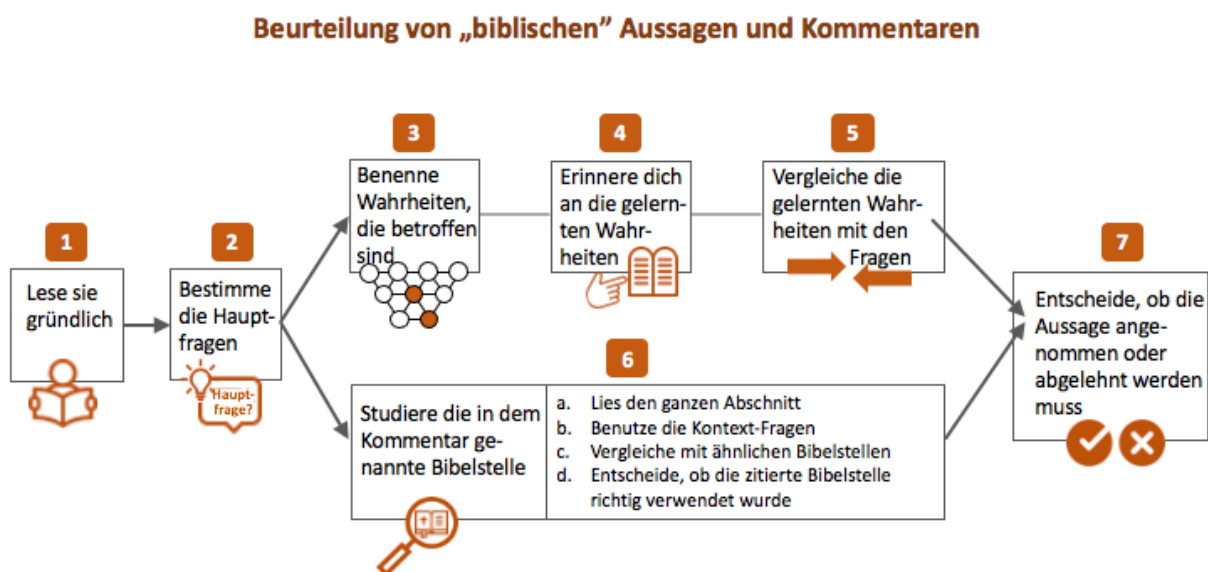 Beurteilung von „biblischen” Aussagen und Kommentaren
1
Lese sie
gründlich
2
Bestimme
die Haupt-
fragen
Haupt-
frage?
3
Benenne
Wahrheiten,
die betroffen
sind
4
Erinnere dich
an die gelern-
ten Wahr-
heiten
5
Vergleiche die
gelernten Wahr-
heiten mit den
Fragen
6
Studiere die in dem
Kommentar ge-
nannte Bibelstelle
a. Lies den ganzen Abschnitt
b. Benutze die Kontext-Fragen
c. Vergleiche mit ähnlichen Bibelstellen
d. Entscheide, ob die zitierte Bibelstelle
richtig verwendet wurde
7
Entscheide, ob die
Aussage ange-
nommen oder
abgelehnt werden
muss